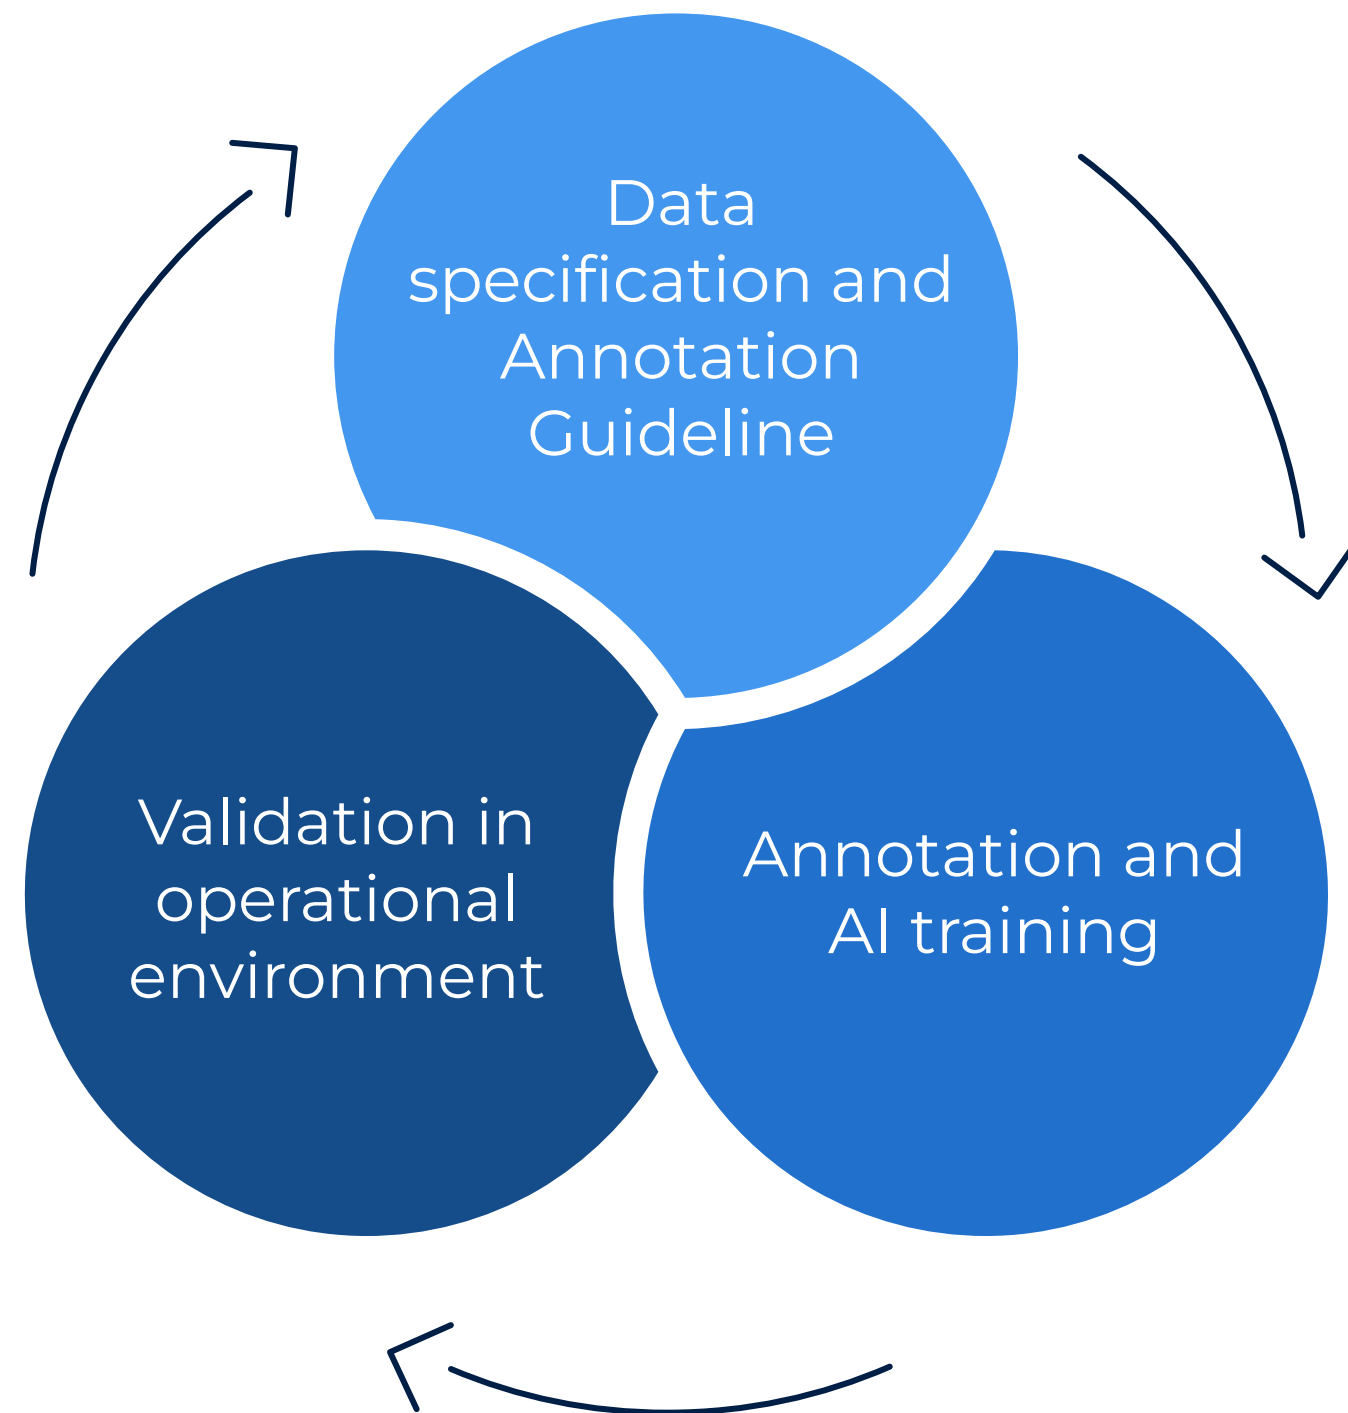 Data
specification and
Annotation
Guideline
Validation in
operational
environment
Annotation and
AI training